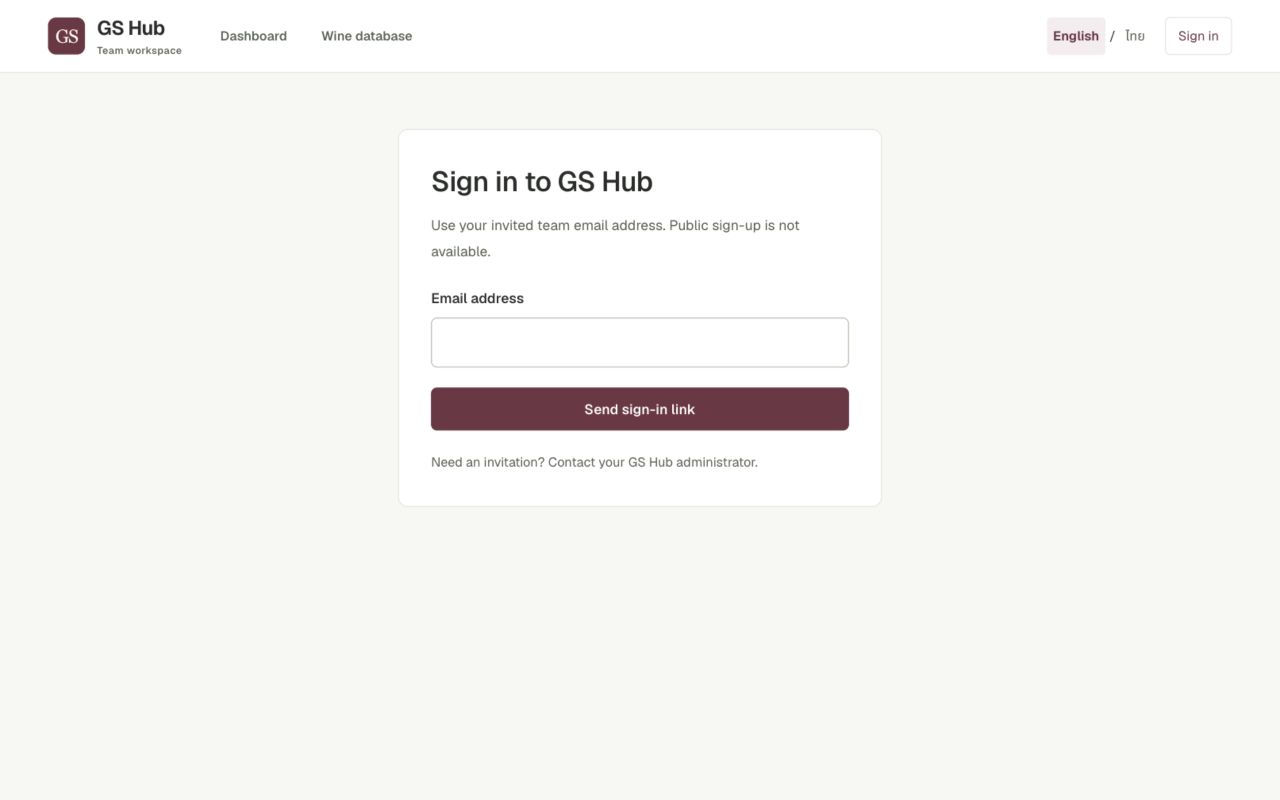 GS
GS Hub
Team workspace
Dashboard
Wine database
English / ไทย
Sign in
Sign in to GS Hub
Use your invited team email address. Public sign-up is not
available.
Email address
Send sign-in link
Need an invitation? Contact your GS Hub administrator.